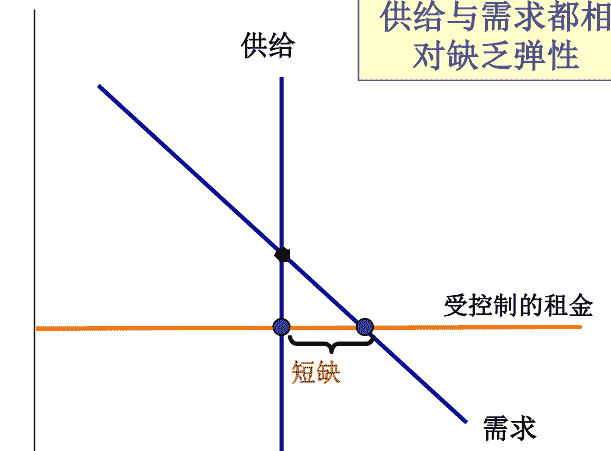 供给与需求都相
对缺乏弹性
供给
受控制的租金
短缺
需求